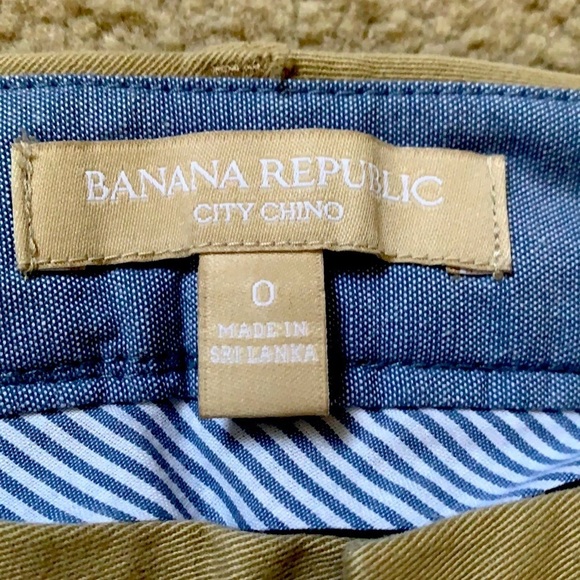 BANANA REPUBLIC
CITY CHINO
0
MADE IN
SRI LANKA